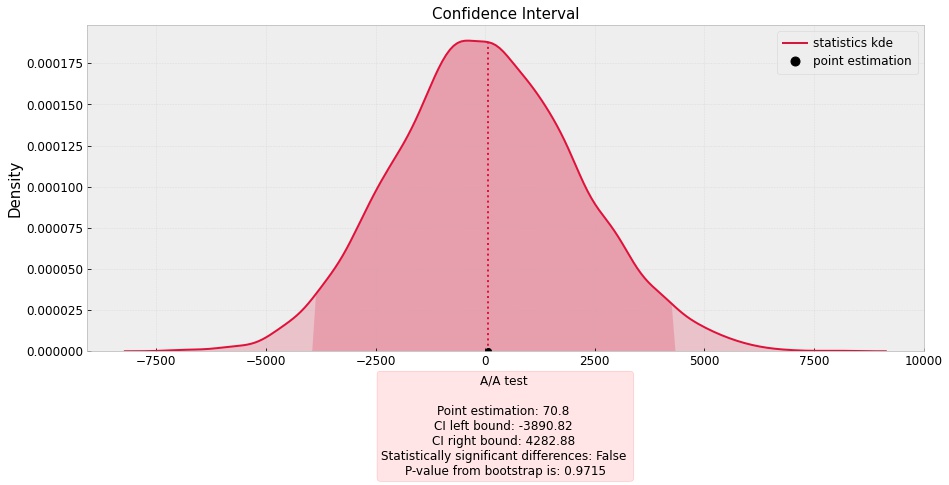 Confidence Interval
statistics kde
point estimation
Density
0.000175
0.000150
0.000125
0.000100
0.000075
0.000050
0.000025
0.000000
−7500
−5000
−2500
0
2500
5000
7500
10000
A/A test
Point estimation: 70.8
CI left bound: -3890.82
CI right bound: 4282.88
Statistically significant differences: False
P-value from bootstrap is: 0.9715